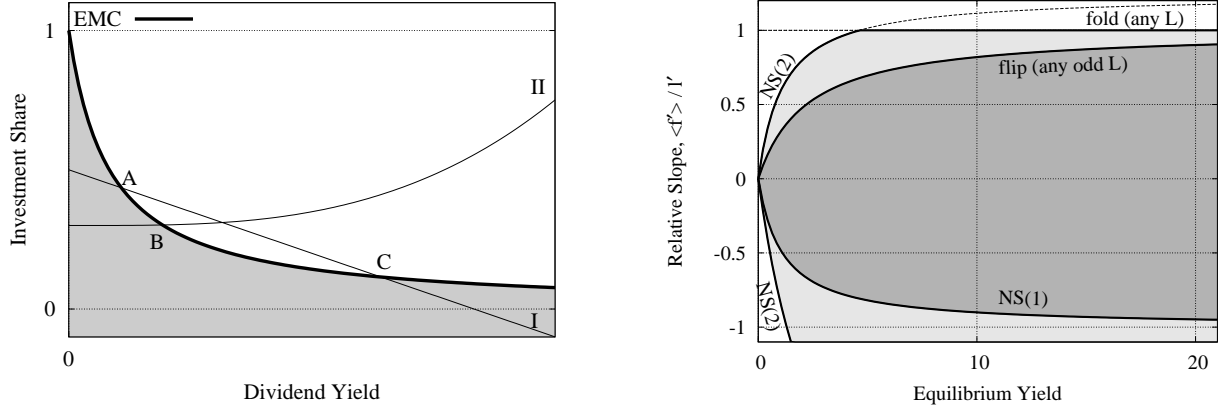 EMC
1
Investment Share
0
A
B
C
I
II
0
Dividend Yield
1
0.5
0
-0.5
-1
Relative Slope, <f′> / l′
NS(2)
fold (any L)
flip (any odd L)
NS(1)
NS(2)
0
10
20
Equilibrium Yield